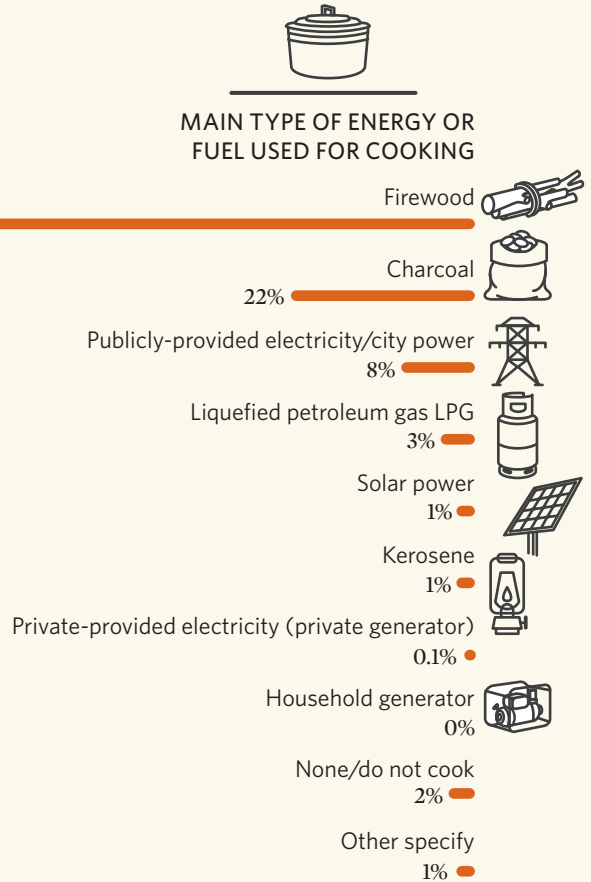 MAIN TYPE OF ENERGY OR
FUEL USED FOR COOKING
Firewood
Charcoal
22%
Publicly-provided electricity/city power
8%
Liquefied petroleum gas LPG
3%
Solar power
1%
Kerosene
1%
Private-provided electricity (private generator)
0.1%
Household generator
0%
None/do not cook
2%
Other specify
1%